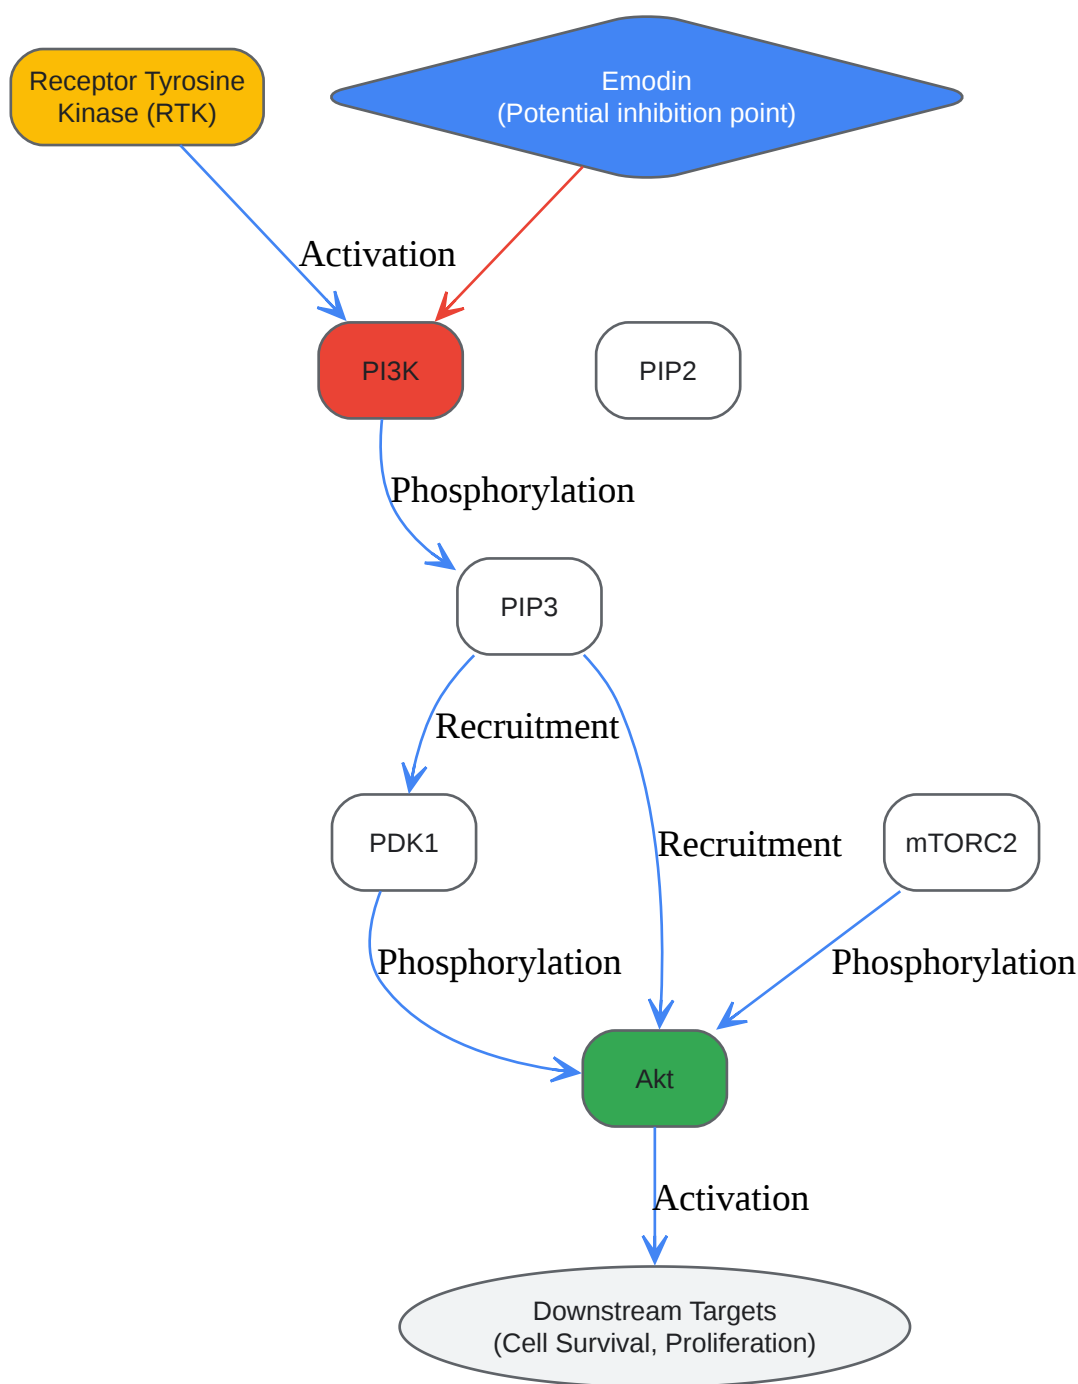 Receptor Tyrosine
Kinase (RTK)
Emodin
(Potential inhibition point)
Activation
PI3K
PIP2
Phosphorylation
PIP3
Recruitment
PDK1
Recruitment
mTORC2
Phosphorylation
Phosphorylation
Akt
Activation
Downstream Targets
(Cell Survival, Proliferation)